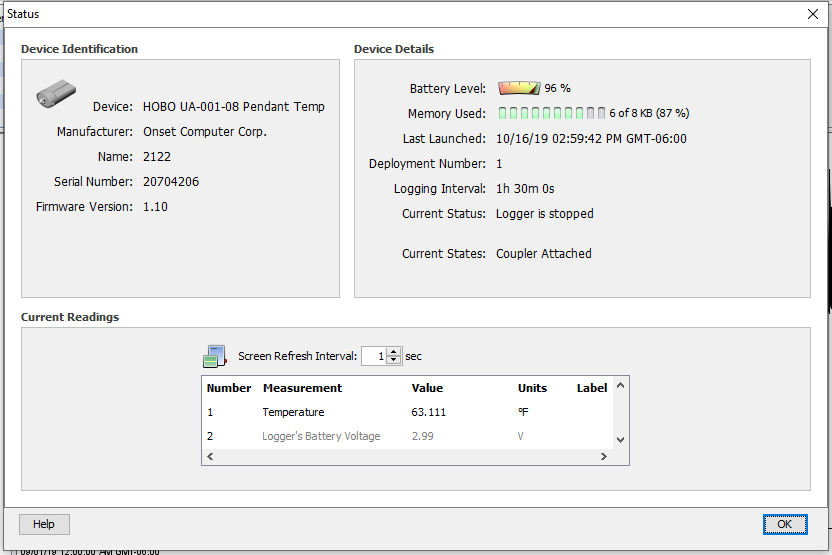 Status
Device Identification
Device: HOBO UA-001-08 Pendant Temp
Manufacturer: Onset Computer Corp.
Name: 2122
Serial Number: 20704206
Firmware Version: 1.10
Device Details
Battery Level: 96 %
Memory Used: 6 of 8 KB (87 %)
Last Launched: 10/16/19 02:59:42 PM GMT-06:00
Deployment Number: 1
Logging Interval: 1h 30m 0s
Current Status: Logger is stopped
Current States: Coupler Attached
Current Readings
Screen Refresh Interval: 1 sec
Number Measurement Value Units Label
1 Temperature 63.111 °F
2 Logger's Battery Voltage 2.99 V
Help OK
09/01/19 12:00:00 AM GMT-06:00